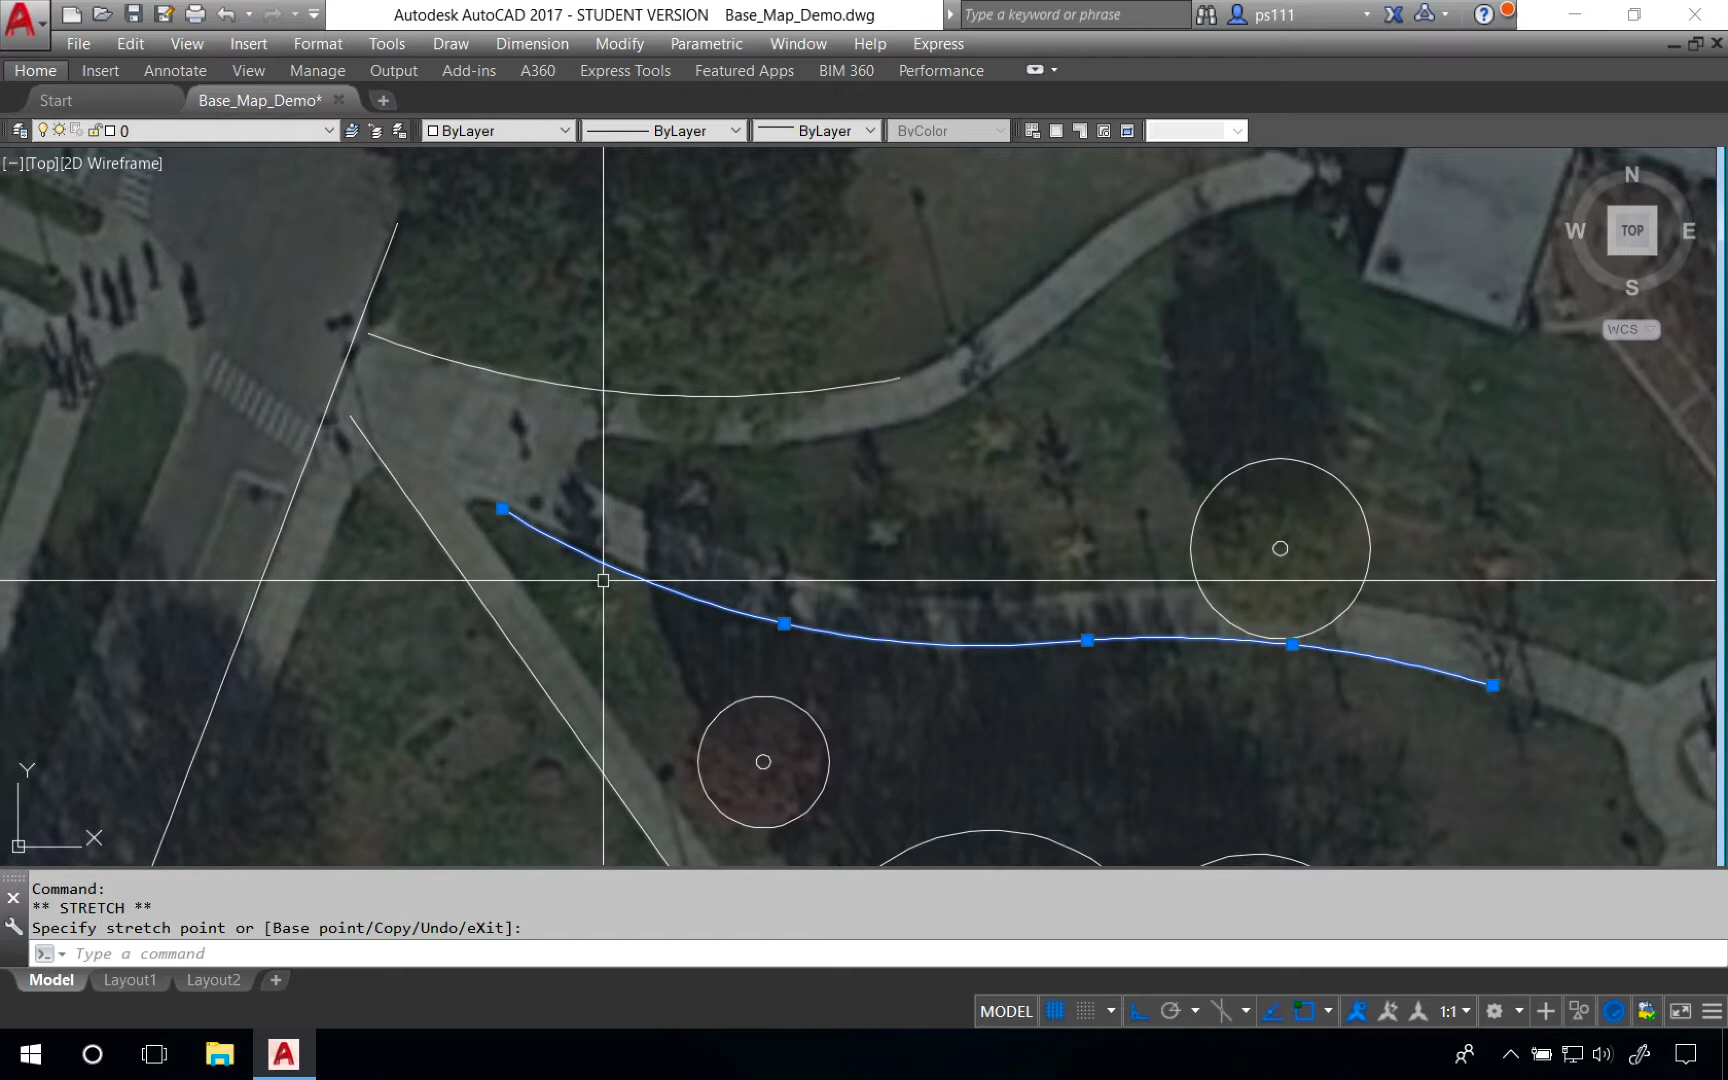 Autodesk AutoCAD 2017 - STUDENT VERSION Base_Map_Demo.dwg
Type a keyword or phrase
ps111
File Edit View Insert Format Tools Draw Dimension Modify Parametric Window Help Express
Home Insert Annotate View Manage Output Add-ins A360 Express Tools Featured Apps BIM 360 Performance
Start Base_Map_Demo*
0 ByLayer ByLayer ByLayer ByColor
[−][Top][2D Wireframe]
N
W TOP E
S
WCS
Y
X
Command:
** STRETCH **
Specify stretch point or [Base point/Copy/Undo/eXit]:
Type a command
Model Layout1 Layout2
MODEL 1:1